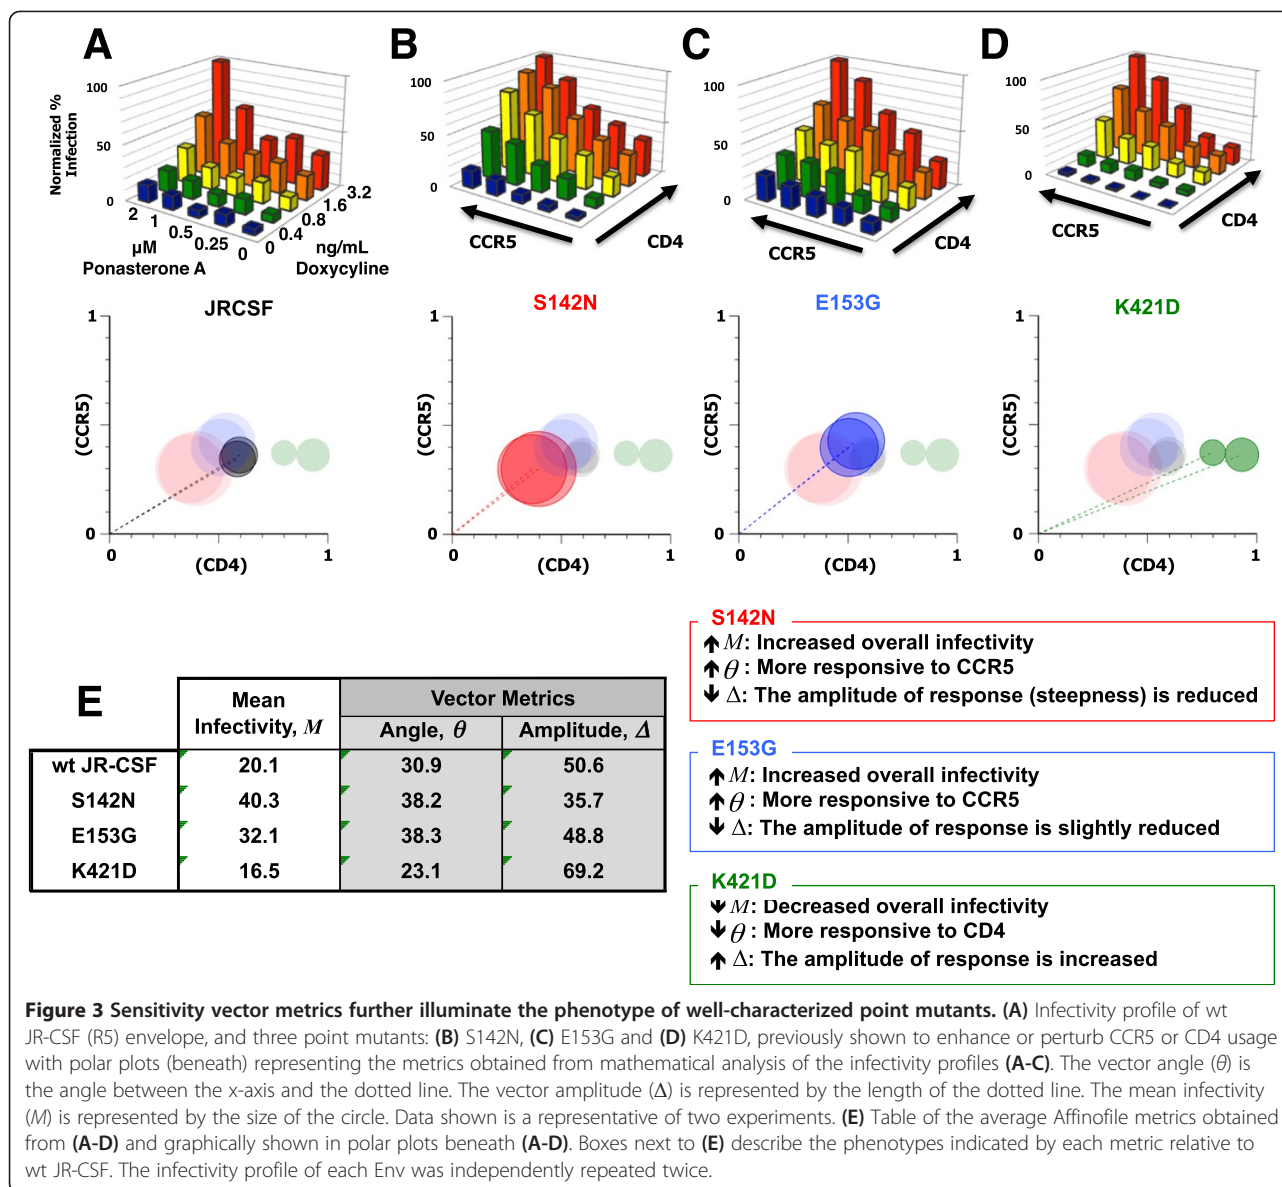 A
B
C
D
Normalized %
Infection
100
50
0
2
1
0.5
0.25
0
µM
Ponasterone A
0
0.4
0.8
1.6
3.2
ng/mL
Doxycyline
100
50
0
CCR5
CD4
100
50
0
CCR5
CD4
100
50
0
CCR5
CD4
JRCSF
S142N
E153G
K421D
1
(CCR5)
0
0
(CD4)
1
1
(CCR5)
0
0
(CD4)
1
1
(CCR5)
0
0
(CD4)
1
1
(CCR5)
0
0
(CD4)
1
E
Mean
Infectivity, M
Vector Metrics
Angle, θ
Amplitude, Δ
wt JR-CSF 20.1 30.9 50.6
S142N 40.3 38.2 35.7
E153G 32.1 38.3 48.8
K421D 16.5 23.1 69.2
S142N
↑ M: Increased overall infectivity
↑ θ : More responsive to CCR5
↓ Δ: The amplitude of response (steepness) is reduced
E153G
↑ M: Increased overall infectivity
↑ θ : More responsive to CCR5
↓ Δ: The amplitude of response is slightly reduced
K421D
↓ M: Decreased overall infectivity
↓ θ : More responsive to CD4
↑ Δ: The amplitude of response is increased
Figure 3 Sensitivity vector metrics further illuminate the phenotype of well-characterized point mutants. (A) Infectivity profile of wt
JR-CSF (R5) envelope, and three point mutants: (B) S142N, (C) E153G and (D) K421D, previously shown to enhance or perturb CCR5 or CD4 usage
with polar plots (beneath) representing the metrics obtained from mathematical analysis of the infectivity profiles (A-C). The vector angle (θ) is
the angle between the x-axis and the dotted line. The vector amplitude (Δ) is represented by the length of the dotted line. The mean infectivity
(M) is represented by the size of the circle. Data shown is a representative of two experiments. (E) Table of the average Affinofile metrics obtained
from (A-D) and graphically shown in polar plots beneath (A-D). Boxes next to (E) describe the phenotypes indicated by each metric relative to
wt JR-CSF. The infectivity profile of each Env was independently repeated twice.